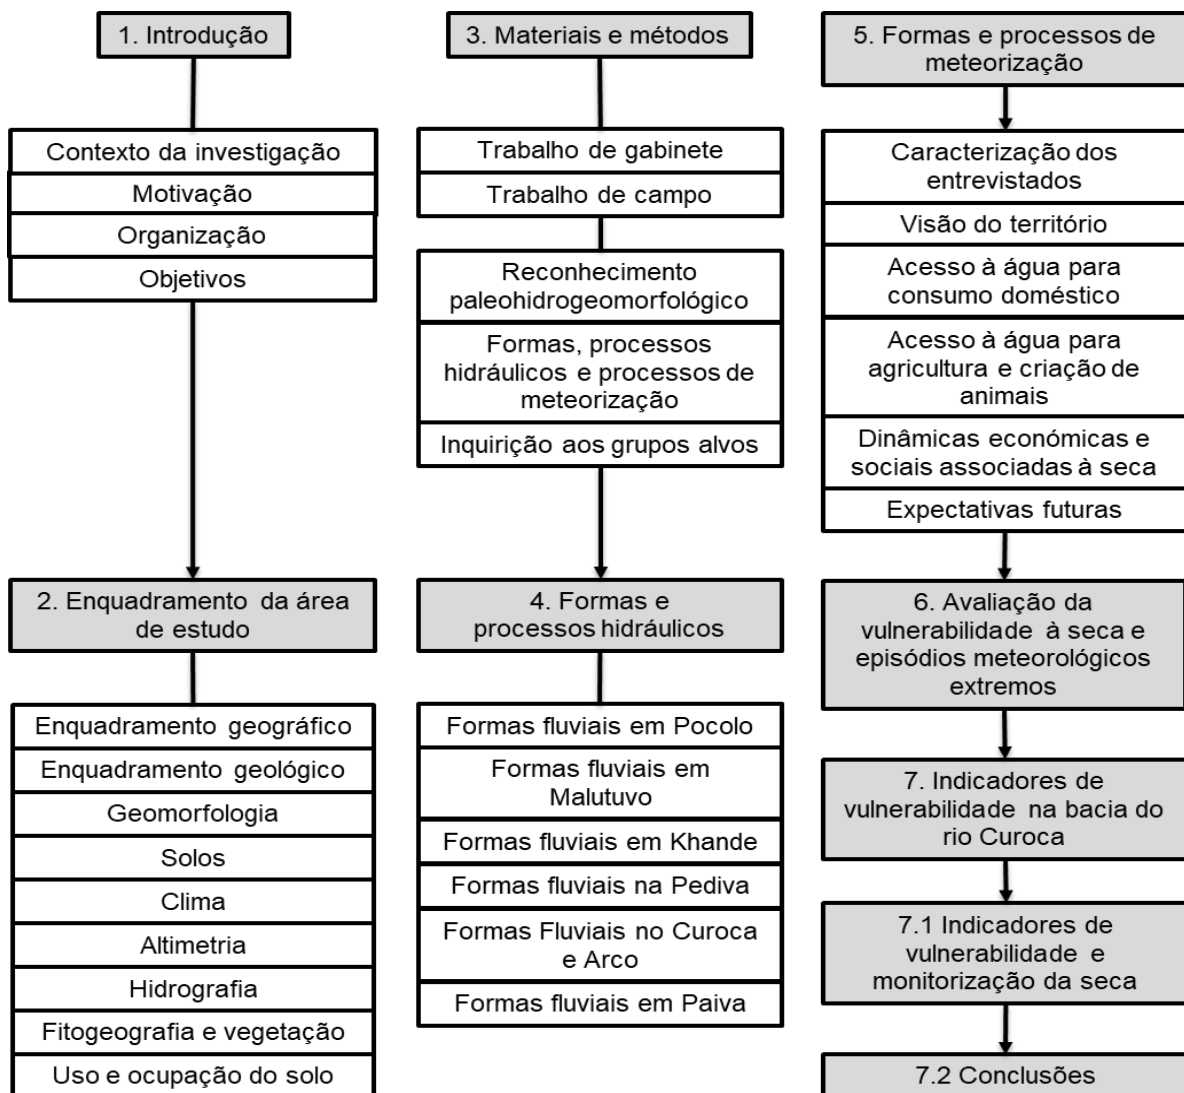 1. Introdução
Contexto da investigação
Motivação
Organização
Objetivos
2. Enquadramento da área
de estudo
Enquadramento geográfico
Enquadramento geológico
Geomorfologia
Solos
Clima
Altimetria
Hidrografia
Fitogeografia e vegetação
Uso e ocupação do solo
3. Materiais e métodos
Trabalho de gabinete
Trabalho de campo
Reconhecimento
paleohidrogeomorfológico
Formas, processos
hidráulicos e processos de
meteorização
Inquirição aos grupos alvos
4. Formas e
processos hidráulicos
Formas fluviais em Pocolo
Formas fluviais em
Malutuvo
Formas fluviais em Khande
Formas fluviais na Pediva
Formas Fluviais no Curoca
e Arco
Formas fluviais em Paiva
5. Formas e processos de
meteorização
Caracterização dos
entrevistados
Visão do território
Acesso à água para
consumo doméstico
Acesso à água para
agricultura e criação de
animais
Dinâmicas económicas e
sociais associadas à seca
Expectativas futuras
6. Avaliação da
vulnerabilidade à seca e
episódios meteorológicos
extremos
7. Indicadores de
vulnerabilidade na bacia do
rio Curoca
7.1 Indicadores de
vulnerabilidade e
monitorização da seca
7.2 Conclusões